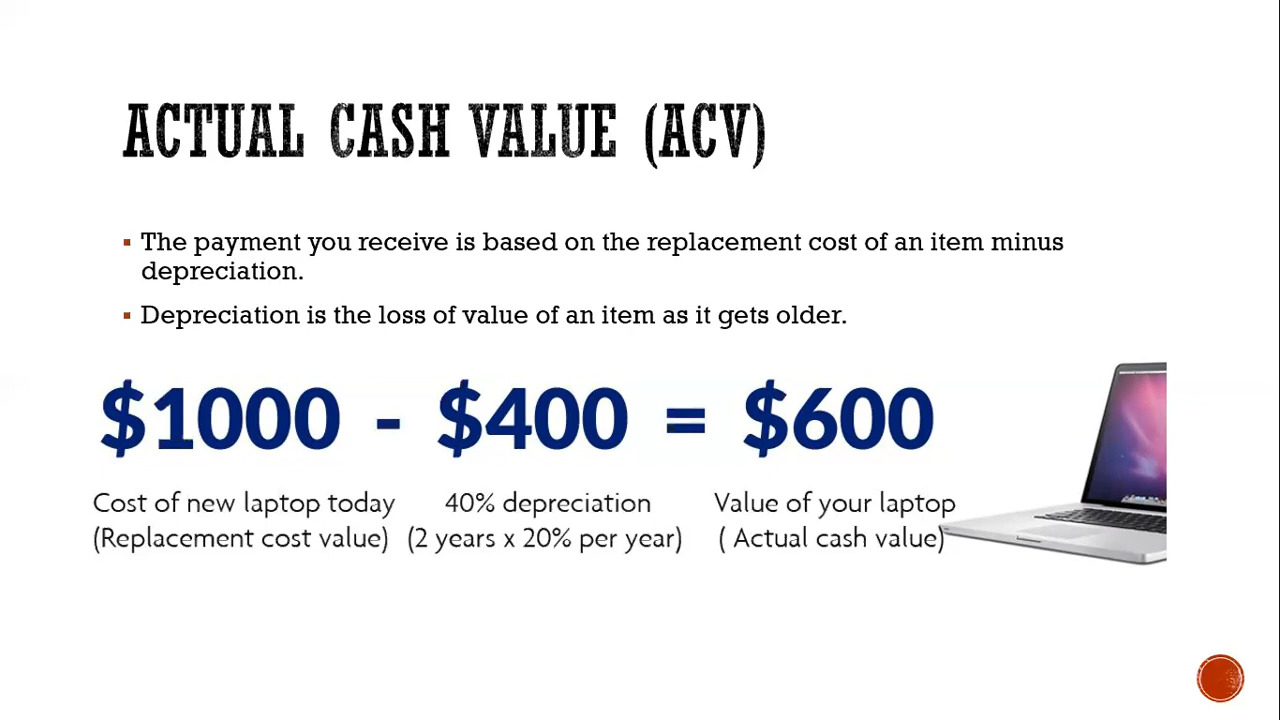 ACTUAL CASH VALUE (ACV)
▪ The payment you receive is based on the replacement cost of an item minus
depreciation.
▪ Depreciation is the loss of value of an item as it gets older.
$1000 - $400 = $600
Cost of new laptop today 40% depreciation Value of your laptop
(Replacement cost value) (2 years x 20% per year) ( Actual cash value)